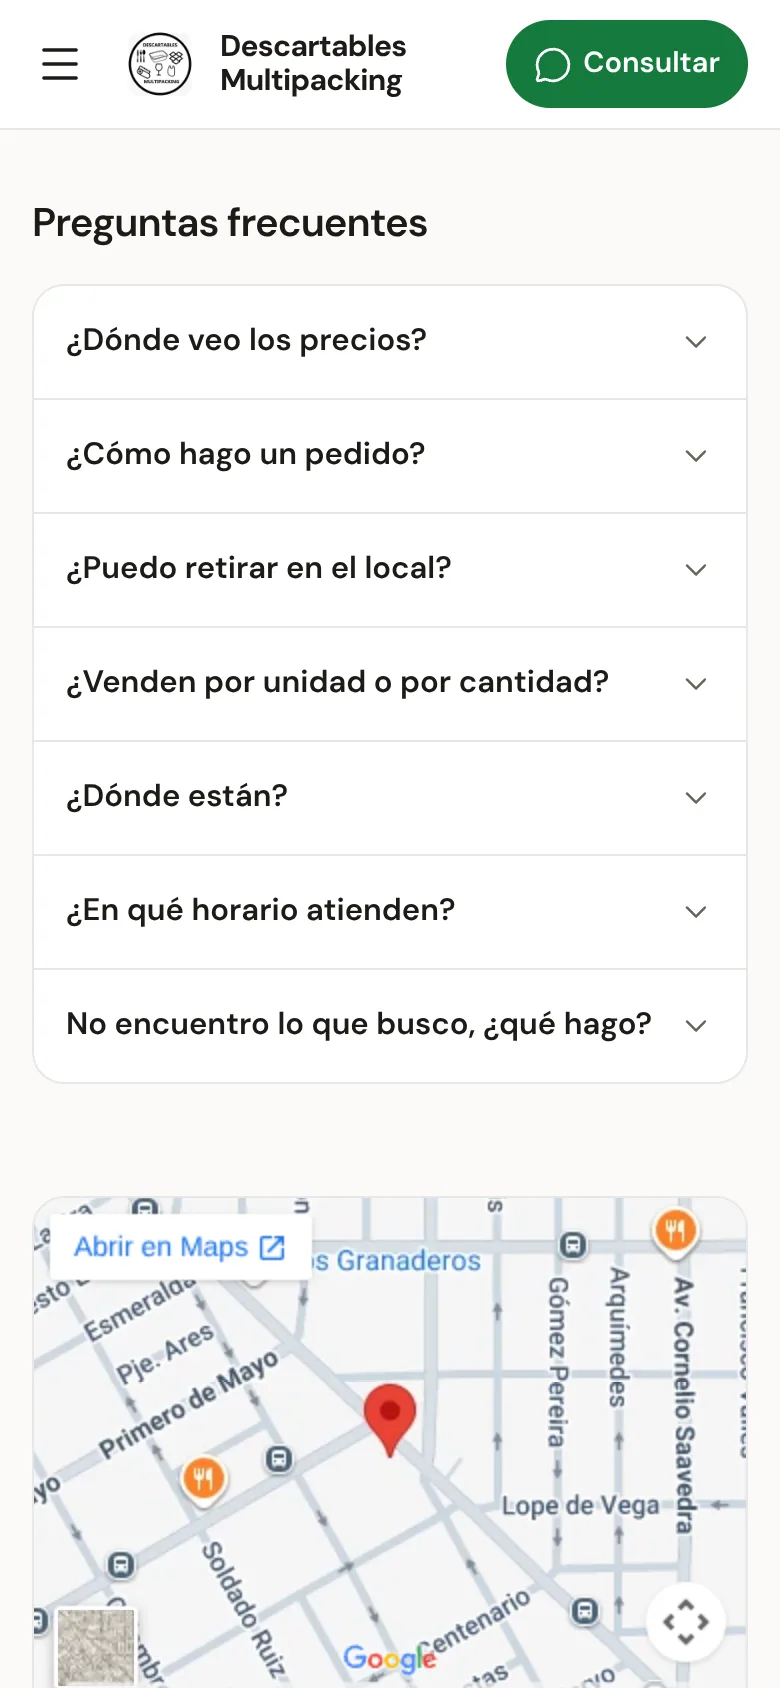 DESCARTABLES
MULTIPACKING
Descartables
Multipacking
Consultar
Preguntas frecuentes
¿Dónde veo los precios?
¿Cómo hago un pedido?
¿Puedo retirar en el local?
¿Venden por unidad o por cantidad?
¿Dónde están?
¿En qué horario atienden?
No encuentro lo que busco, ¿qué hago?
Abrir en Maps
s Granaderos
Esmeralda
Pje. Ares
Primero de Mayo
Gómez Pereira
Arquímedes
Av. Cornelio Saavedra
Lope de Vega
Soldado Ruiz
Centenario
Google